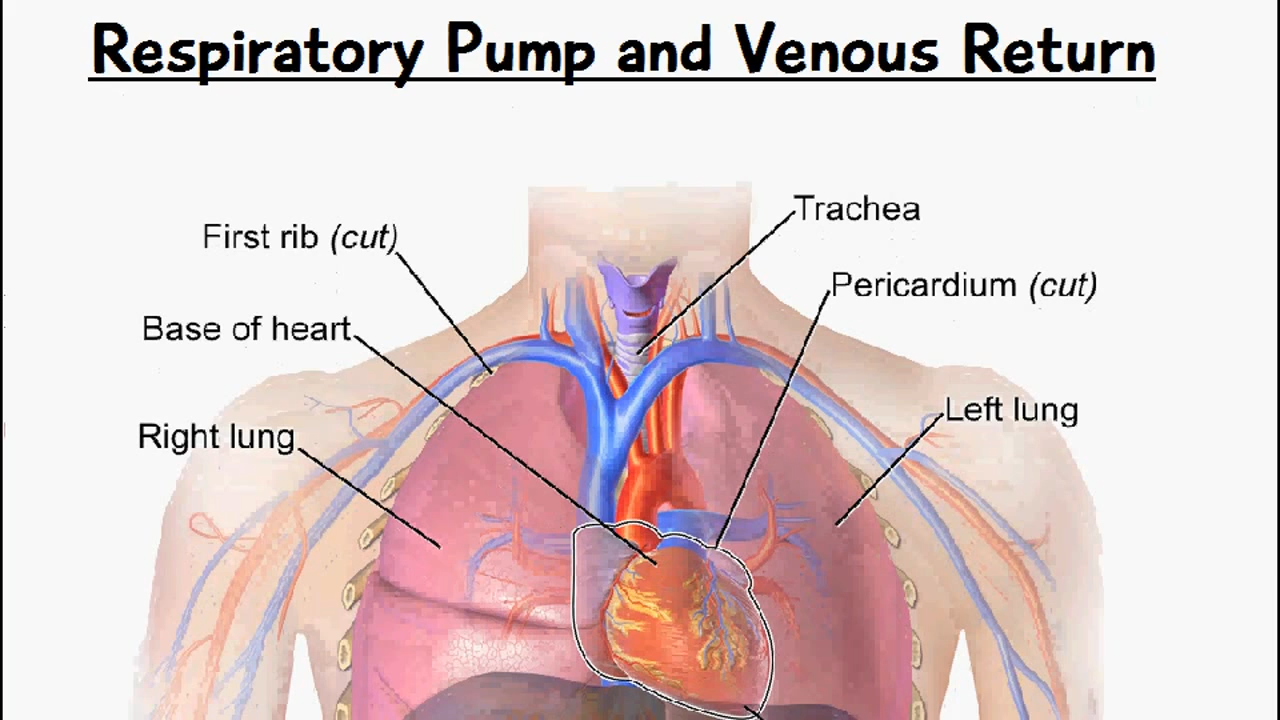 Respiratory Pump and Venous Return
Trachea
First rib (cut)
Pericardium (cut)
Base of heart
Left lung
Right lung